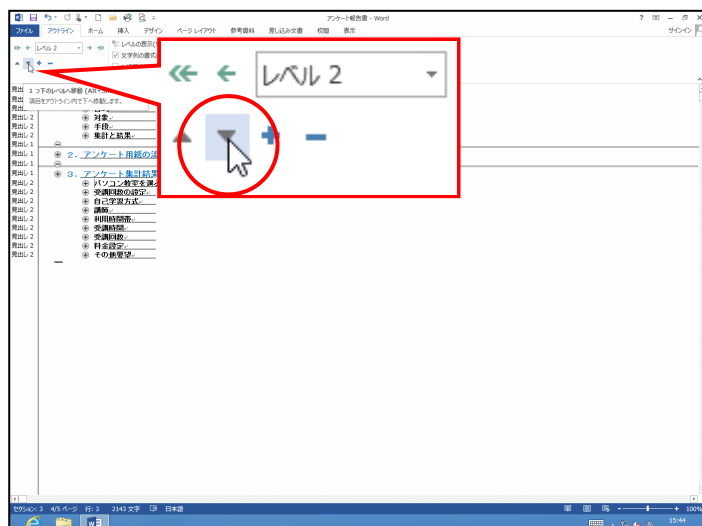 アンケート報告書 - Word
ファイル アウトライン ホーム 挿入 デザイン ページ レイアウト 参考資料 差し込み文書 校閲 表示 サインイン
レベル 2
レベルの表示(S
文字列の書式
レベル 2
1 つ下のレベルへ移動 (Alt+S
項目をアウトライン内で下へ移動します。
見出し 2 対象
見出し 2 手段
見出し 2 集計と結果
見出し 1
見出し 1 2. アンケート用紙の流
見出し 1
見出し 1 3. アンケート集計結果
見出し 2 パソコン教室を選
見出し 2 受講回数の設定
見出し 2 自己学習方式
見出し 2 講師
見出し 2 利用時間帯
見出し 2 受講時間
見出し 2 受講回数
見出し 2 料金設定
見出し 2 その他要望
セクション: 3 4/5 ページ 行: 3 2143 文字 日本語 100%
15:44